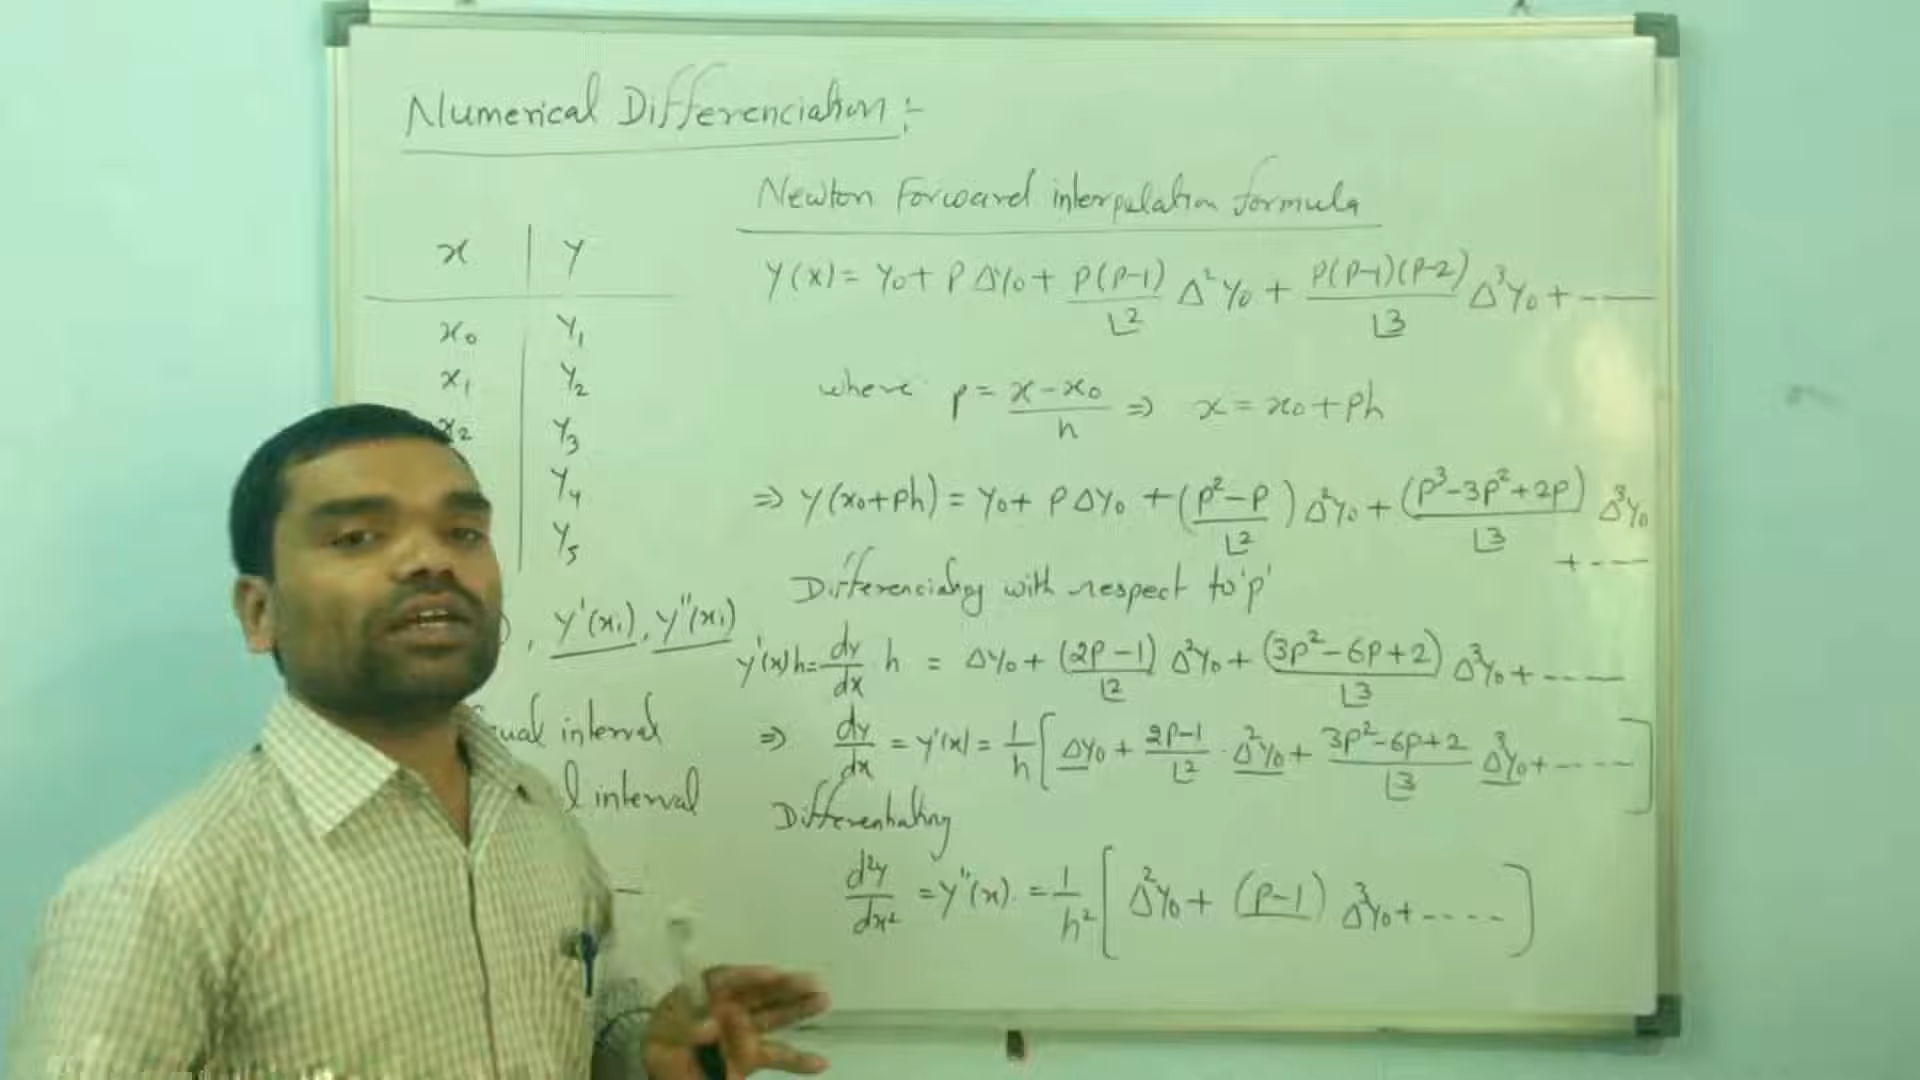 Numerical Differenciation :-
Newton Forward interpolation formula
x | y
y(x) = y₀ + p Δy₀ + p(p-1)/⌊2 Δ²y₀ + p(p-1)(p-2)/⌊3 Δ³y₀ + ----
x₀ y₁
x₁ y₂
x₂ y₃
y₄
y₅
where p = x-x₀/h ⇒ x = x₀+ph
⇒ y(x₀+ph) = y₀ + p Δy₀ + (p²-p/⌊2) Δ²y₀ + (p³-3p²+2p)/⌊3 Δ³y₀
+ ----
Differenciating with respect to 'p'
), y'(x₁), y''(x₁)
y'(x)h = dy/dx h = Δy₀ + (2p-1)/⌊2 Δ²y₀ + (3p²-6p+2)/⌊3 Δ³y₀ + -----
qual interval
l interval
⇒ dy/dx = y'(x) = 1/h [Δy₀ + 2p-1/⌊2 · Δ²y₀ + 3p²-6p+2/⌊3 Δ³y₀ + -----]
Differentiating
d²y/dx² = y''(x) = 1/h² [Δ²y₀ + (p-1) Δ³y₀ + -----]